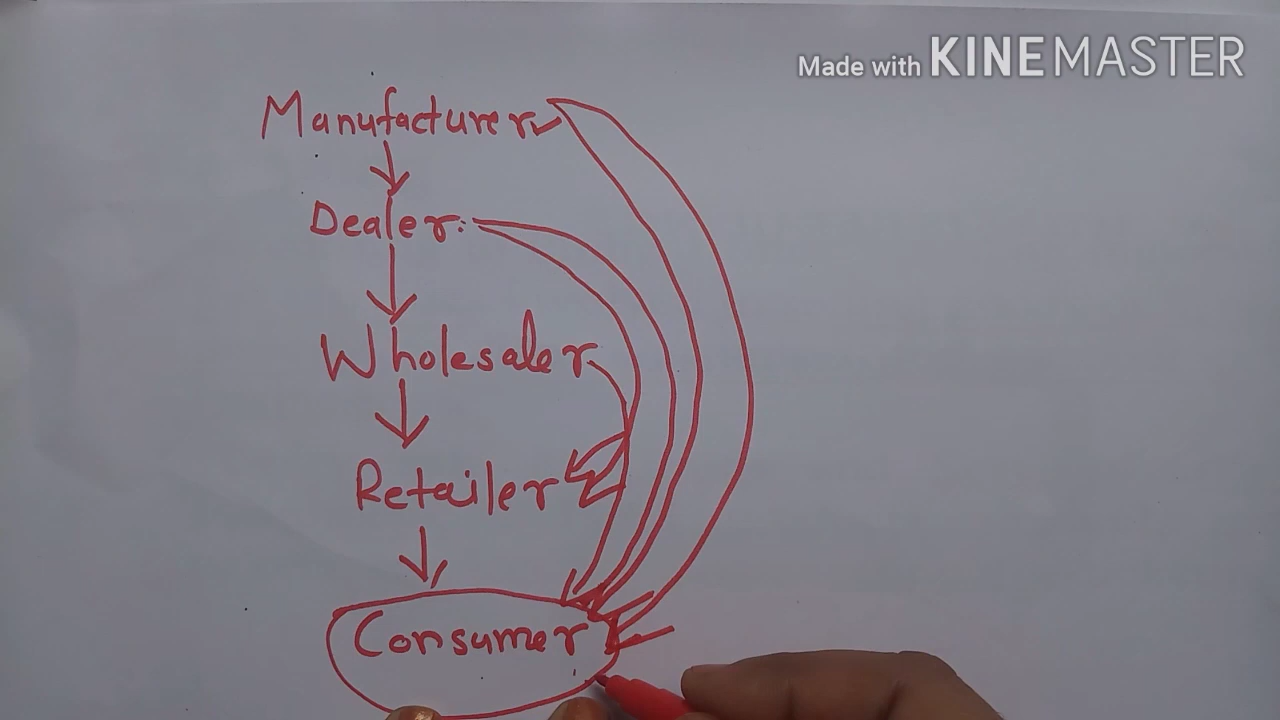 Made with KINEMASTER
Manufacturer
Dealer
Wholesaler
Retailer
Consumer